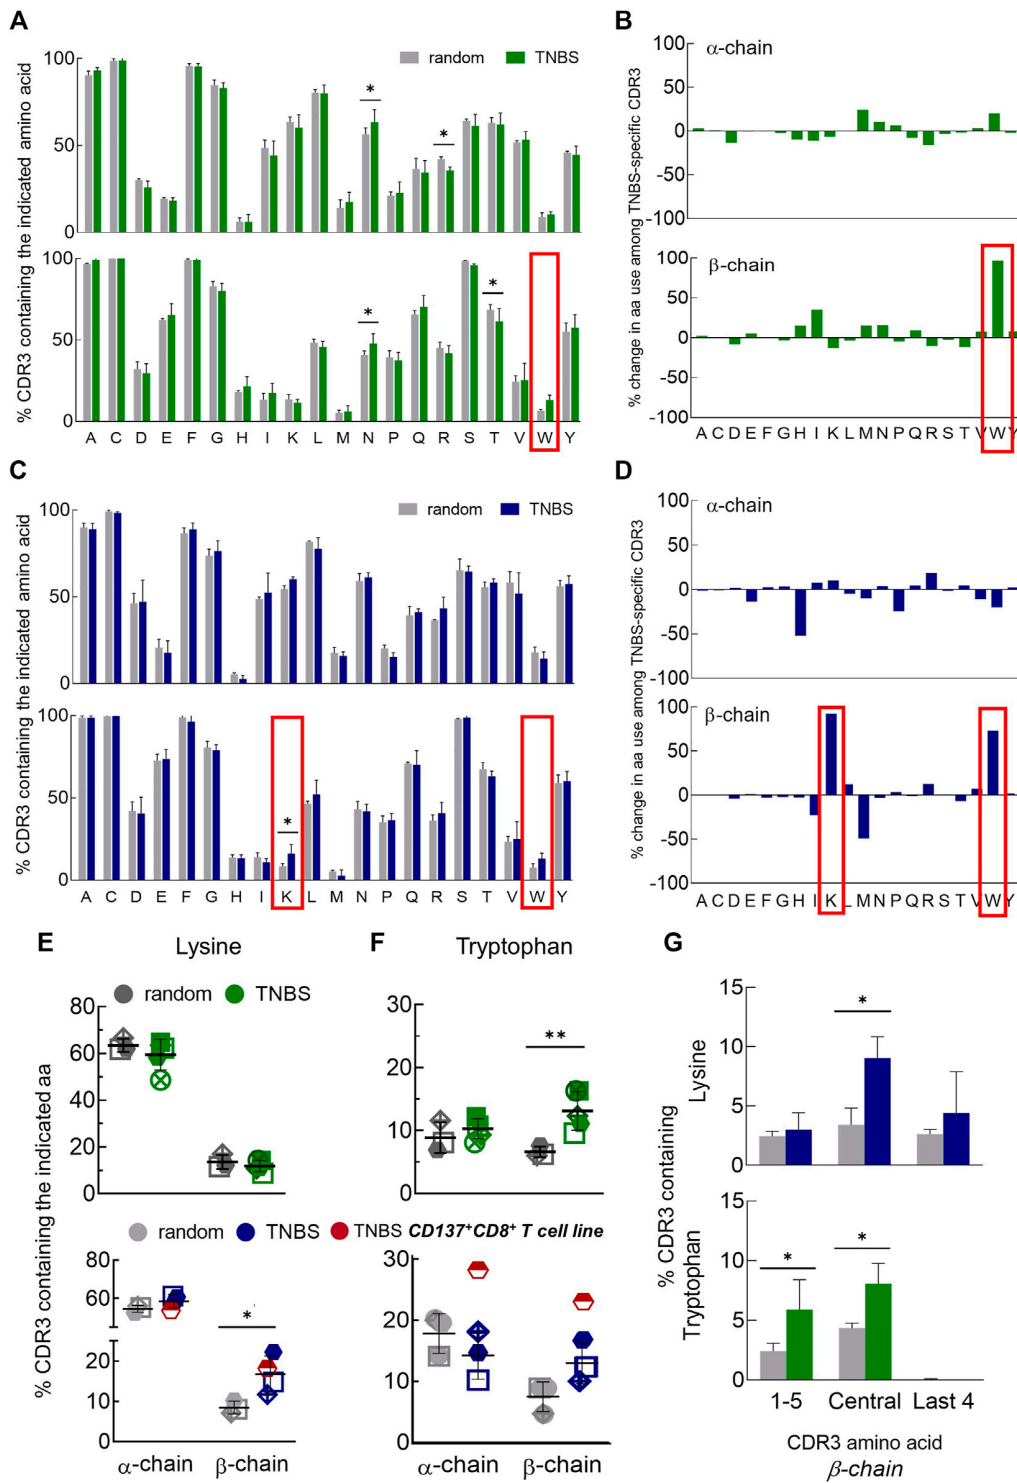 A
% CDR3 containing the indicated amino acid
random TNBS
100
50
0
* *
100
50
0
* *
A C D E F G H I K L M N P Q R S T V W Y
B
% change in aa use among TNBS-specific CDR3
α-chain
100
50
0
-50
-100
β-chain
100
50
0
-50
-100
A C D E F G H I K L M N P Q R S T V W Y
C
% CDR3 containing the indicated amino acid
random TNBS
100
50
0
100
50
0
*
A C D E F G H I K L M N P Q R S T V W Y
D
% change in aa use among TNBS-specific CDR3
α-chain
100
50
0
-50
-100
β-chain
100
50
0
-50
-100
A C D E F G H I K L M N P Q R S T V W Y
E
Lysine
% CDR3 containing the indicated aa
random TNBS
80
60
40
20
0
F
Tryptophan
30
20
10
0
**
random TNBS TNBS CD137+CD8+ T cell line
80
60
20
10
0
*
α-chain β-chain
30
20
10
0
α-chain β-chain
G
% CDR3 containing
Lysine
15
10
5
0
*
Tryptophan
15
10
5
0
* *
1-5 Central Last 4
CDR3 amino acid
β-chain